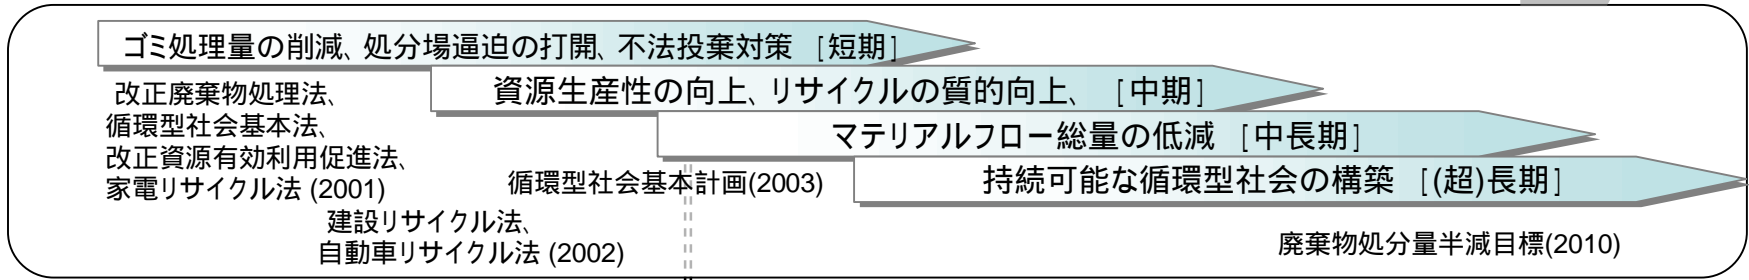 ゴミ処理量の削減、処分場逼迫の打開、不法投棄対策 [短期]
資源生産性の向上、リサイクルの質的向上、 [中期]
マテリアルフロー総量の低減 [中長期]
持続可能な循環型社会の構築 [(超)長期]
改正廃棄物処理法、
循環型社会基本法、
改正資源有効利用促進法、
家電リサイクル法 (2001)
循環型社会基本計画(2003)
建設リサイクル法、
自動車リサイクル法 (2002)
廃棄物処分量半減目標(2010)